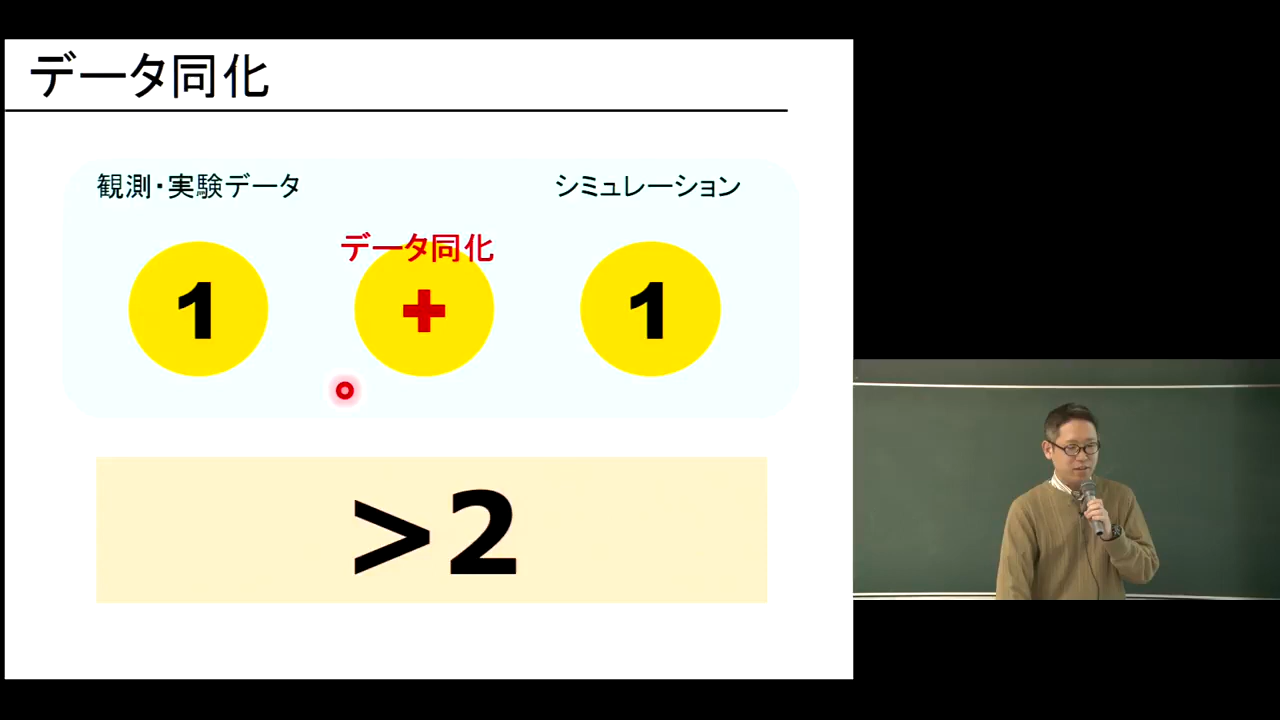 データ同化
観測・実験データ
シミュレーション
データ同化
1
+
1
>2